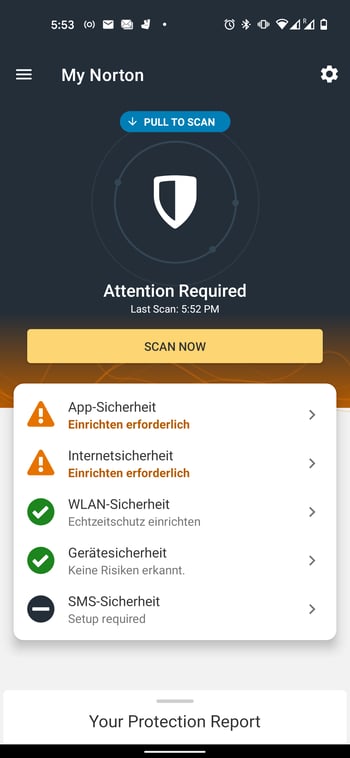 5:53
My Norton
PULL TO SCAN
Attention Required
Last Scan: 5:52 PM
SCAN NOW
App-Sicherheit
Einrichten erforderlich
Internetsicherheit
Einrichten erforderlich
WLAN-Sicherheit
Echtzeitschutz einrichten
Gerätesicherheit
Keine Risiken erkannt.
SMS-Sicherheit
Setup required
Your Protection Report